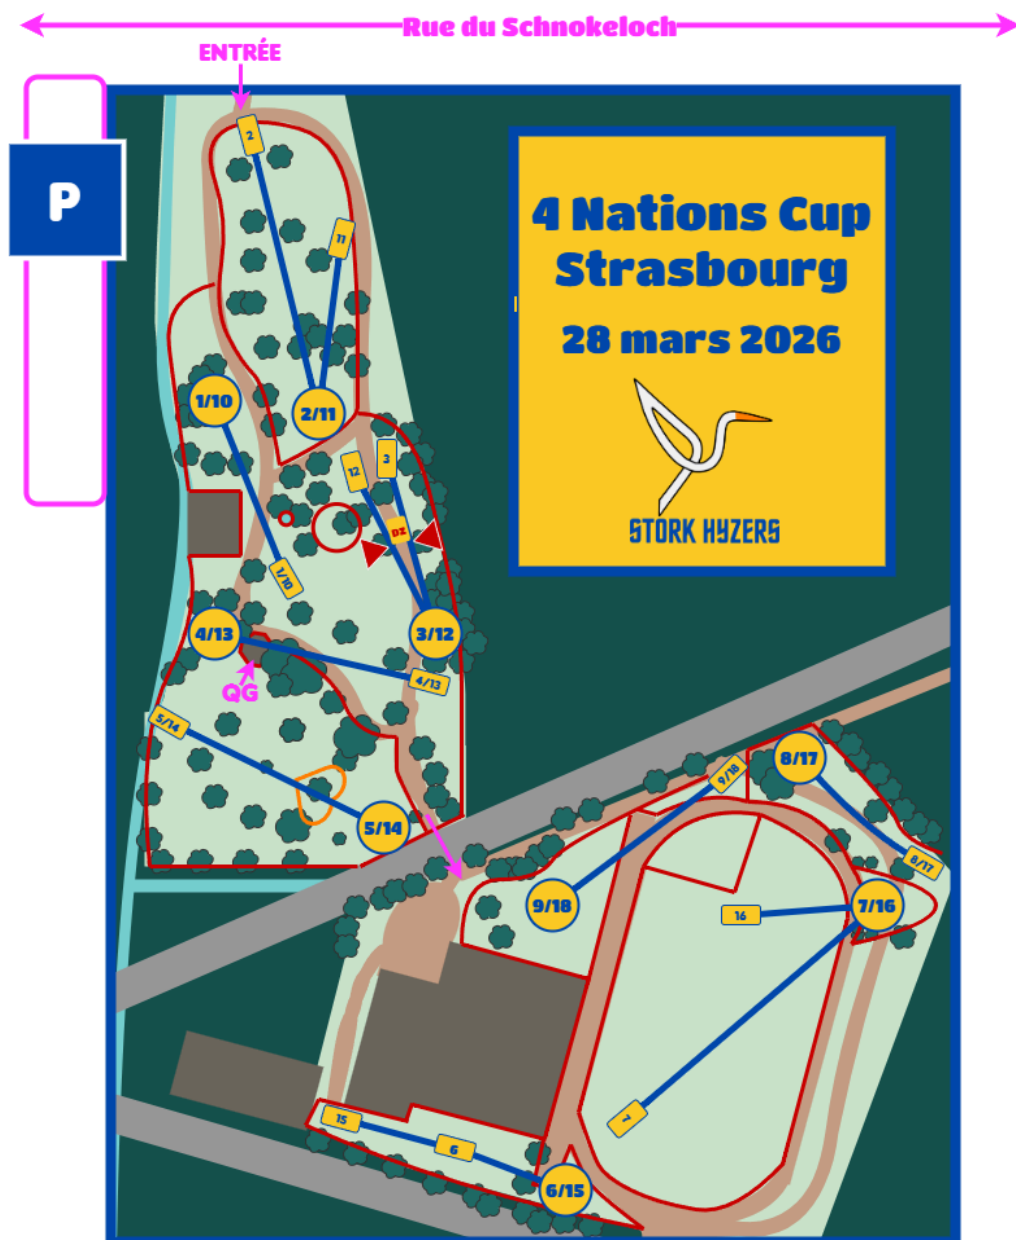 Rue du Schnokeloch
ENTRÉE
P
4 Nations Cup
Strasbourg
28 mars 2026
STORK HYZERS
2
11
1/10
2/11
12
3
DZ
1/10
4/13
3/12
QG
4/13
5/14
5/14
8/17
9/18
8/17
9/18
16
7/16
7
15
6
6/15